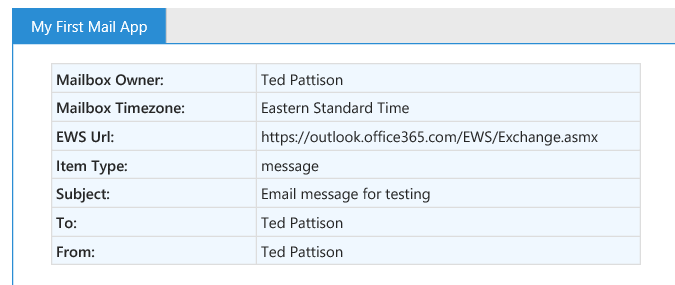 My First Mail App
Mailbox Owner: Ted Pattison
Mailbox Timezone: Eastern Standard Time
EWS Url: https://outlook.office365.com/EWS/Exchange.asmx
Item Type: message
Subject: Email message for testing
To: Ted Pattison
From: Ted Pattison